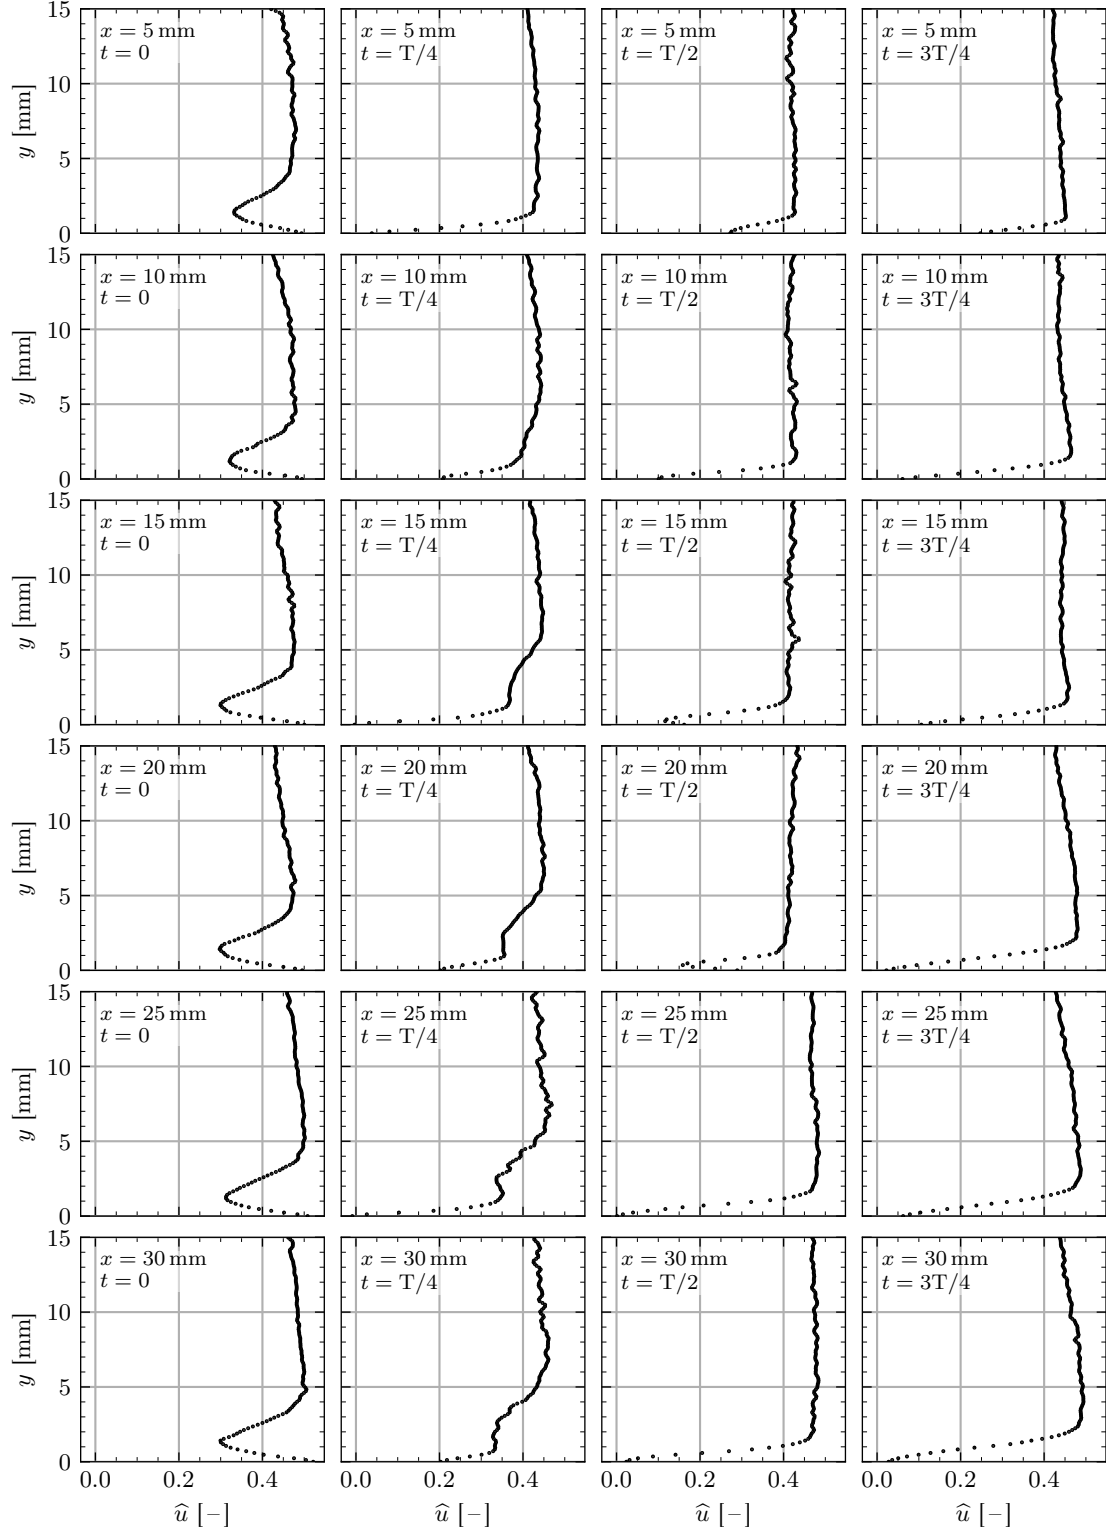 15
10
5
0
y [mm]
x = 5 mm
t = 0
x = 5 mm
t = T/4
x = 5 mm
t = T/2
x = 5 mm
t = 3T/4
15
10
5
0
y [mm]
x = 10 mm
t = 0
x = 10 mm
t = T/4
x = 10 mm
t = T/2
x = 10 mm
t = 3T/4
15
10
5
0
y [mm]
x = 15 mm
t = 0
x = 15 mm
t = T/4
x = 15 mm
t = T/2
x = 15 mm
t = 3T/4
15
10
5
0
y [mm]
x = 20 mm
t = 0
x = 20 mm
t = T/4
x = 20 mm
t = T/2
x = 20 mm
t = 3T/4
15
10
5
0
y [mm]
x = 25 mm
t = 0
x = 25 mm
t = T/4
x = 25 mm
t = T/2
x = 25 mm
t = 3T/4
15
10
5
0
y [mm]
x = 30 mm
t = 0
x = 30 mm
t = T/4
x = 30 mm
t = T/2
x = 30 mm
t = 3T/4
0.0 0.2 0.4
0.0 0.2 0.4
0.0 0.2 0.4
0.0 0.2 0.4
û [–]
û [–]
û [–]
û [–]